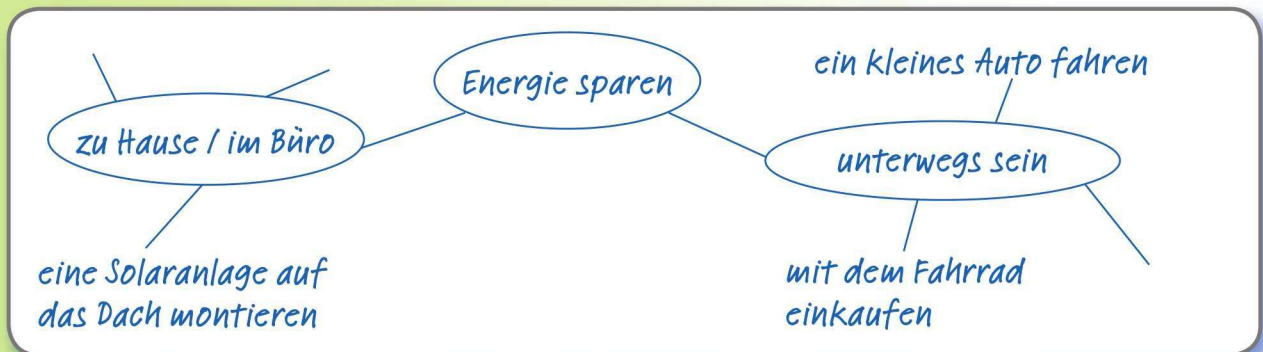 Energie sparen
zu Hause / im Büro
eine Solaranlage auf
das Dach montieren
ein kleines Auto fahren
unterwegs sein
mit dem Fahrrad
einkaufen